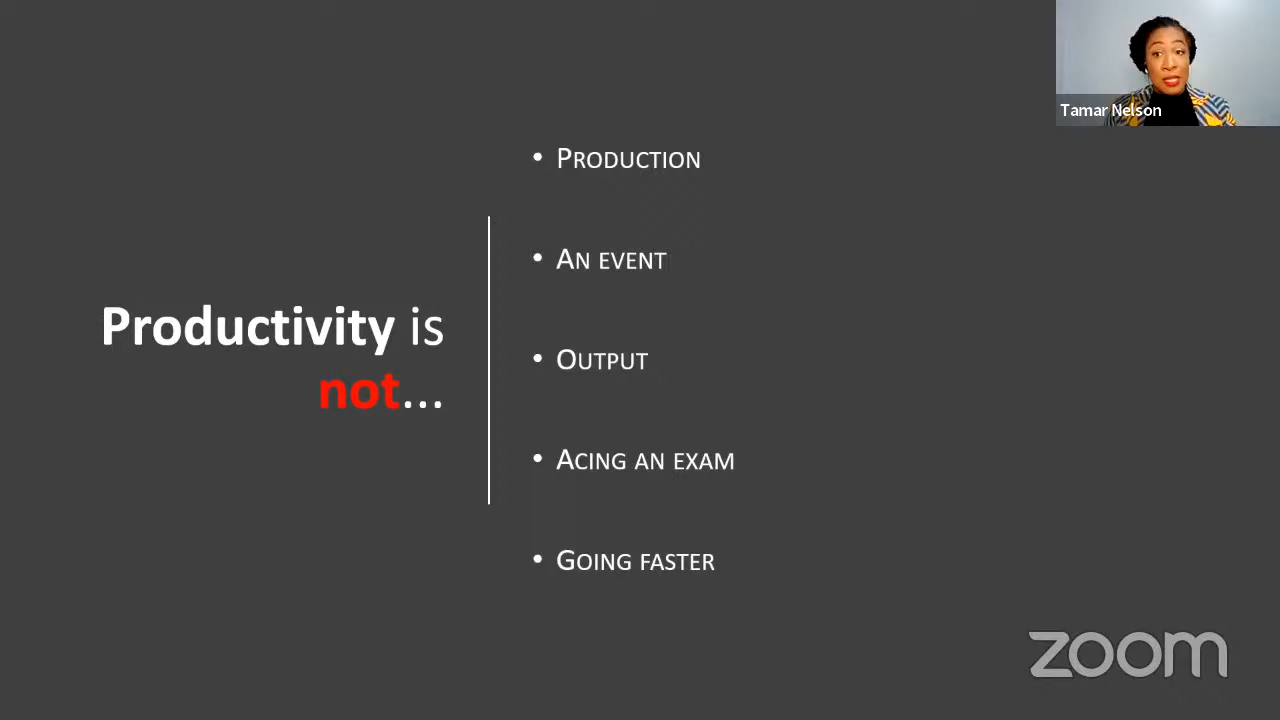 Tamar Nelson
Productivity is
not...
• Production
• An event
• Output
• Acing an exam
• Going faster
zoom